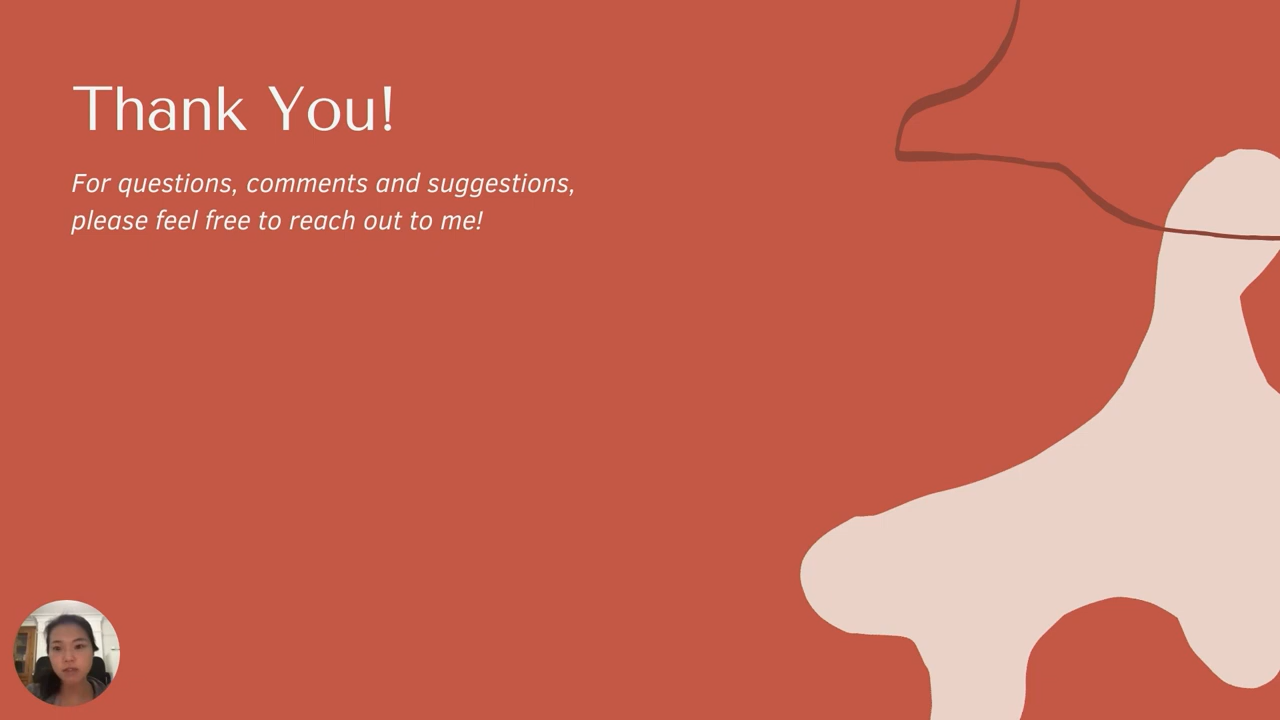 Thank You!
For questions, comments and suggestions,
please feel free to reach out to me!